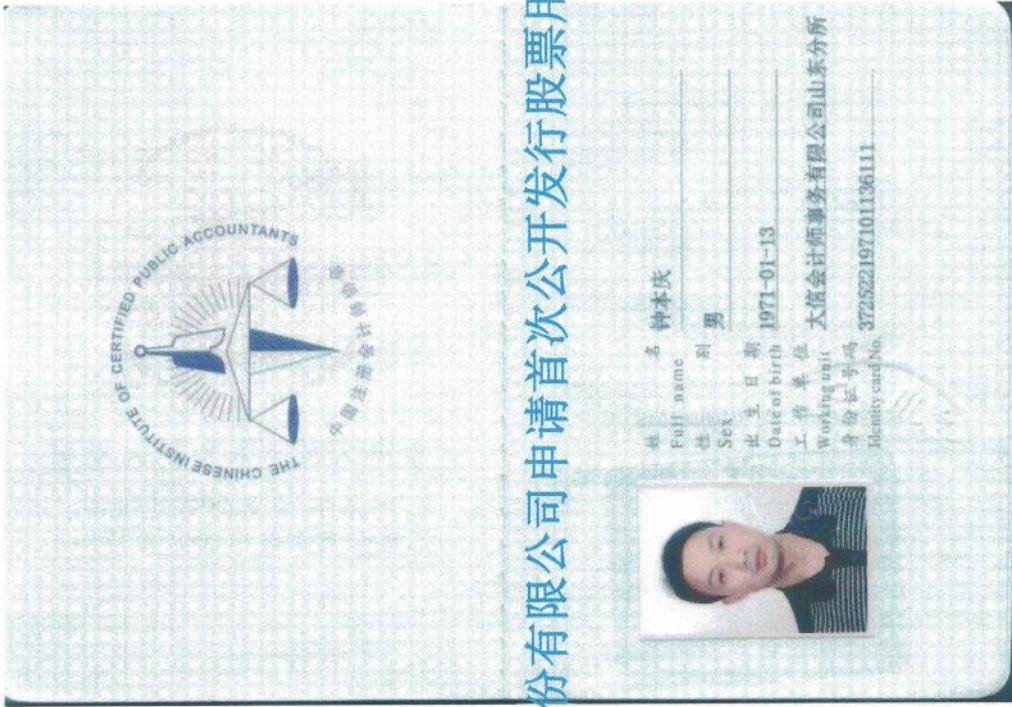 THE CHINESE INSTITUTE OF CERTIFIED PUBLIC ACCOUNTANTS
中国注册会计师协会
份有限公司申请首次公开发行股票用
姓 名 钟本庆
Full name
性 别 男
Sex
出 生 日 期 1971-01-13
Date of birth
工 作 单 位 大信会计师事务有限公司山东分所
Working unit
身 份 证 号 码 372522197101136111
Identity card No.